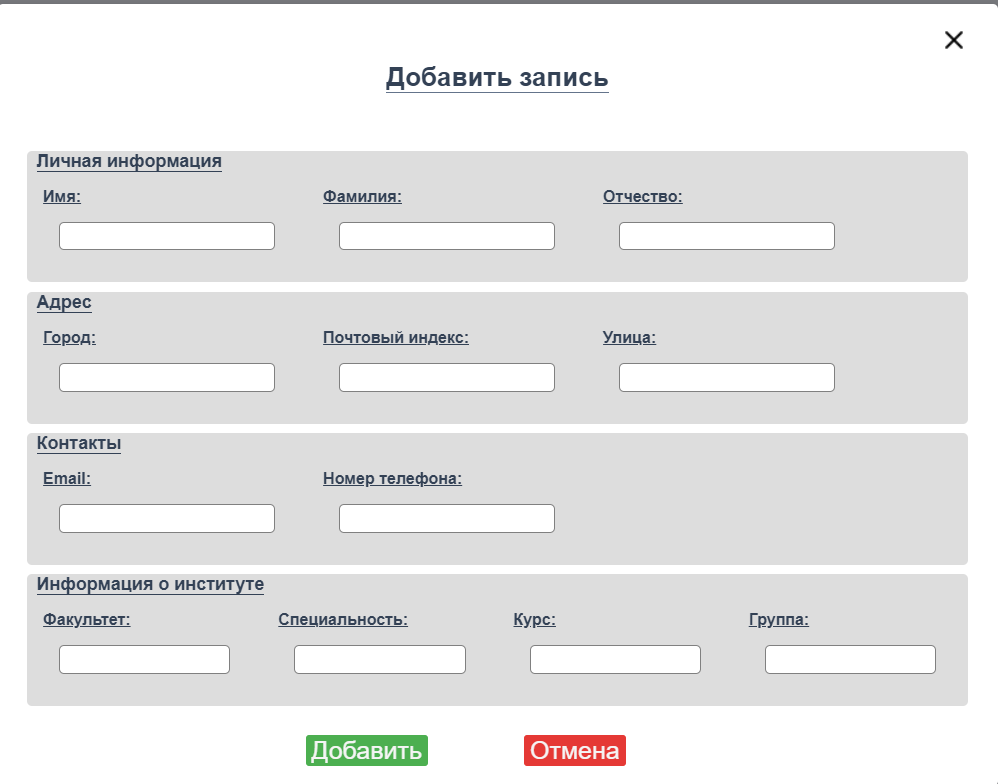 Добавить запись
Личная информация
Имя: Фамилия: Отчество:
Адрес
Город: Почтовый индекс: Улица:
Контакты
Email: Номер телефона:
Информация о институте
Факультет: Специальность: Курс: Группа:
Добавить Отмена